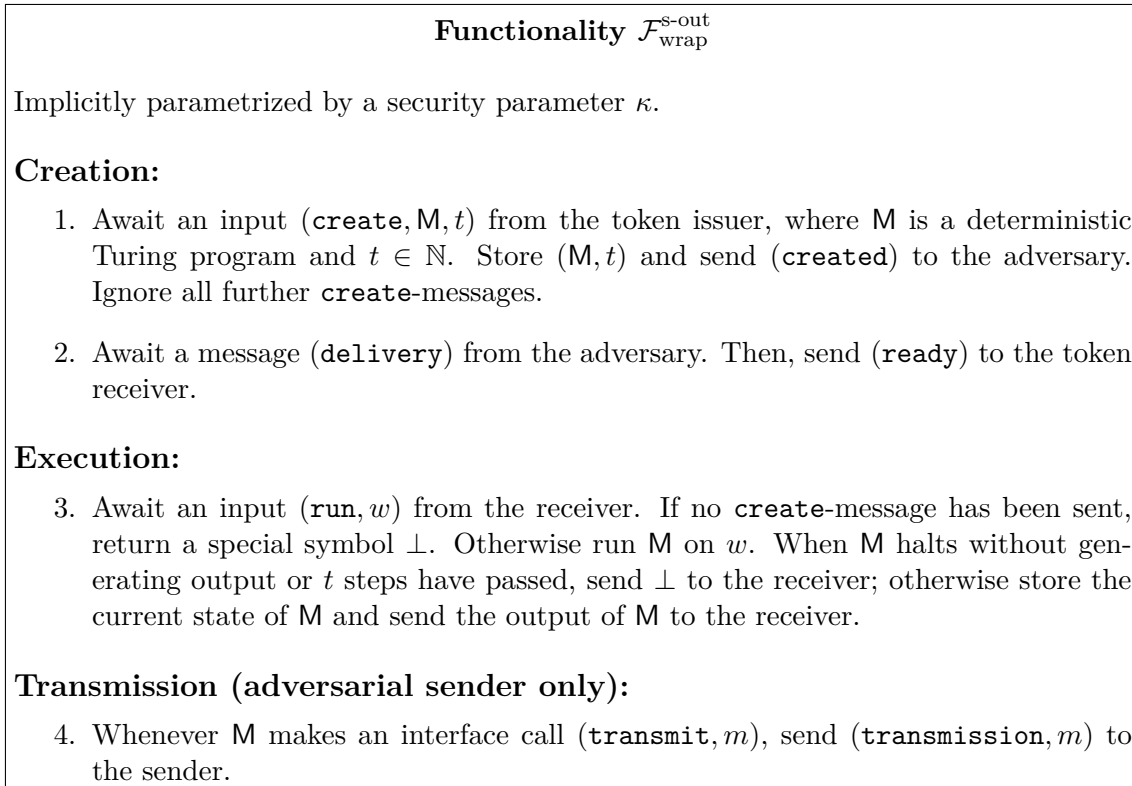 Functionality $\mathcal{F}_{\text{wrap}}^{\text{s-out}}$
Implicitly parametrized by a security parameter κ.
Creation:
1. Await an input (create, M, t) from the token issuer, where M is a deterministic
Turing program and t ∈ ℕ. Store (M, t) and send (created) to the adversary.
Ignore all further create-messages.
2. Await a message (delivery) from the adversary. Then, send (ready) to the token
receiver.
Execution:
3. Await an input (run, w) from the receiver. If no create-message has been sent,
return a special symbol ⊥. Otherwise run M on w. When M halts without gen-
erating output or t steps have passed, send ⊥ to the receiver; otherwise store the
current state of M and send the output of M to the receiver.
Transmission (adversarial sender only):
4. Whenever M makes an interface call (transmit, m), send (transmission, m) to
the sender.